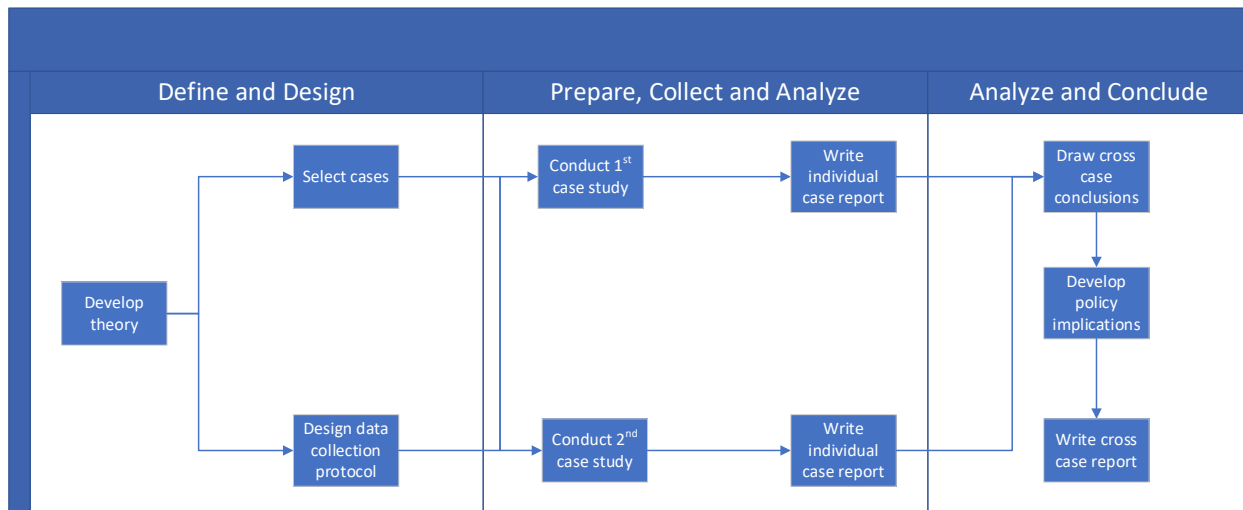 Define and Design
Prepare, Collect and Analyze
Analyze and Conclude
Develop
theory
Select cases
Design data
collection
protocol
Conduct 1st
case study
Write
individual
case report
Conduct 2nd
case study
Write
individual
case report
Draw cross
case
conclusions
Develop
policy
implications
Write cross
case report